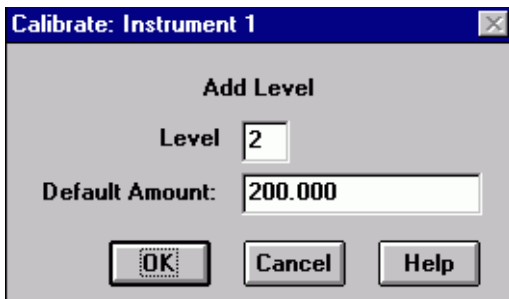 Calibrate: Instrument 1
Add Level
Level 2
Default Amount: 200.000
OK Cancel Help